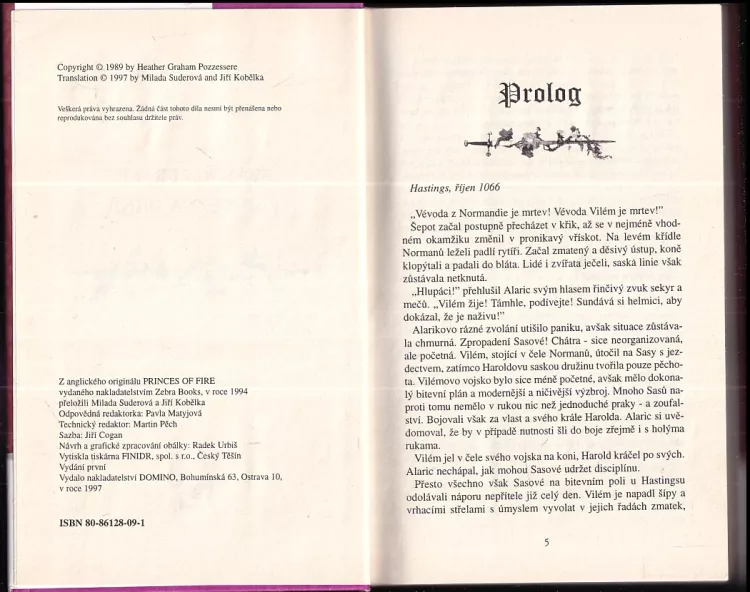 Copyright © 1989 by Heather Graham Pozzessere
Translation © 1997 by Milada Suderová and Jiří Kobělka
Veškerá práva vyhrazena. Žádná část tohoto díla nesmí být přenášena nebo
reprodukována bez souhlasu držitele práv.
Z anglického originálu PRINCES OF FIRE
vydaného nakladatelstvím Zebra Books, v roce 1994
přeložili Milada Suderová a Jiří Kobělka
Odpovědná redaktorka: Pavla Matyjová
Technický redaktor: Martin Pěch
Sazba: Jiří Cogan
Návrh a grafické zpracování obálky: Radek Urbiš
Vytiskla tiskárna FINIDR, spol. s r.o., Český Těšín
Vydání první
Vydalo nakladatelství DOMINO, Bohumínská 63, Ostrava 10,
v roce 1997
ISBN 80-86128-09-1
Prolog
Hastings, říjen 1066
„Vévoda z Normandie je mrtev! Vévoda Vilém je mrtev!"
Šepot začal postupně přecházet v křik, až se v nejméně vhod-
ném okamžiku změnil v pronikavý vřískot. Na levém křídle
Normanů leželi padlí rytíři. Začal zmatený a děsivý ústup, koně
klopýtali a padali do bláta. Lidé i zvířata ječeli, saská linie však
zůstávala netknutá.
„Hlupáci!" přehlušil Alaric svým hlasem řinčivý zvuk sekyr a
mečů. „Vilém žije! Támhle, podívejte! Sundává si helmici, aby
dokázal, že je naživu!"
Alarikovo rázné zvolání utišilo paniku, avšak situace zůstáva-
la chmurná. Zpropadení Sasové! Chátra - sice neorganizovaná,
ale početná. Vilém, stojící v čele Normanů, útočil na Sasy s jez-
dectvem, zatímco Haroldovu saskou družinu tvořila pouze pěcho-
ta. Vilémovo vojsko bylo sice méně početné, avšak mělo dokona-
lý bitevní plán a modernější a ničivější výzbroj. Mnoho Sasů na-
proti tomu nemělo v rukou nic než jednoduché praky - a zoufal-
ství. Bojovali však za vlast a svého krále Harolda. Alaric si uvě-
domoval, že by v případě nutnosti šli do boje zřejmě i s holýma
rukama.
Vilém jel v čele svého vojska na koni, Harold kráčel po svých.
Alaric nechápal, jak mohou Sasové udržet disciplínu.
Přesto všechno však Sasové na bitevním poli u Hastingsu
odolávali náporu nepřítele již celý den. Vilém je napadl šípy a
vrhacími střelami s úmyslem vyvolat v jejich řadách zmatek,
5